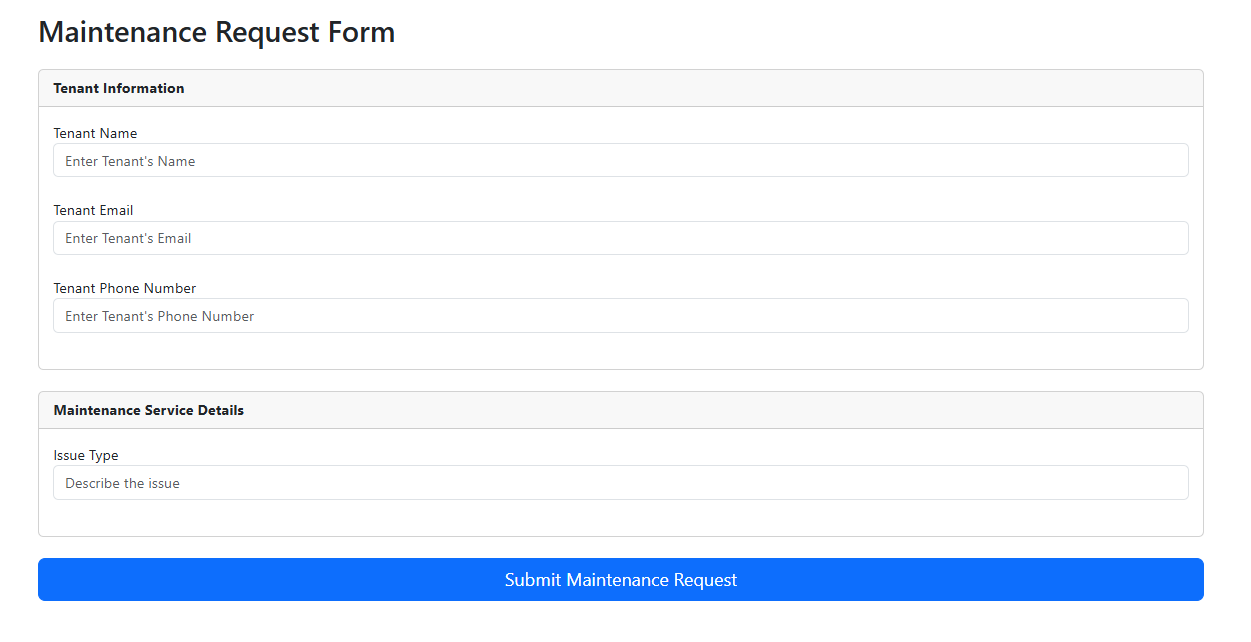 Maintenance Request Form
Tenant Information
Tenant Name
Enter Tenant's Name
Tenant Email
Enter Tenant's Email
Tenant Phone Number
Enter Tenant's Phone Number
Maintenance Service Details
Issue Type
Describe the issue
Submit Maintenance Request